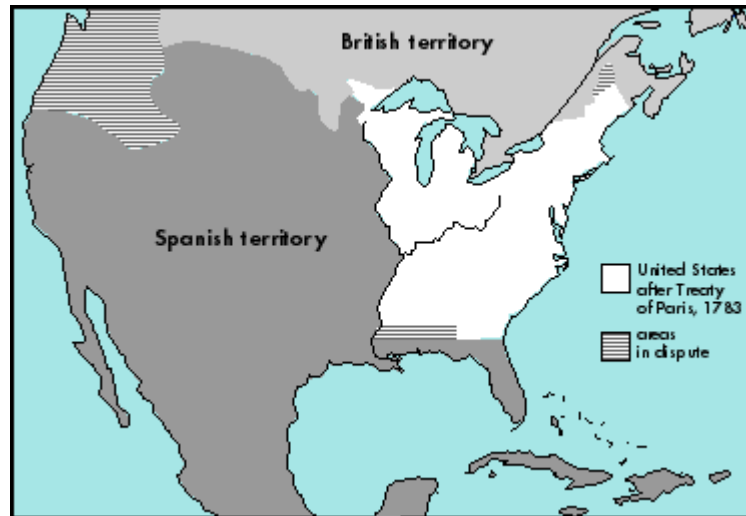 British territory
Spanish territory
United States
after Treaty
of Paris, 1783
areas
in dispute